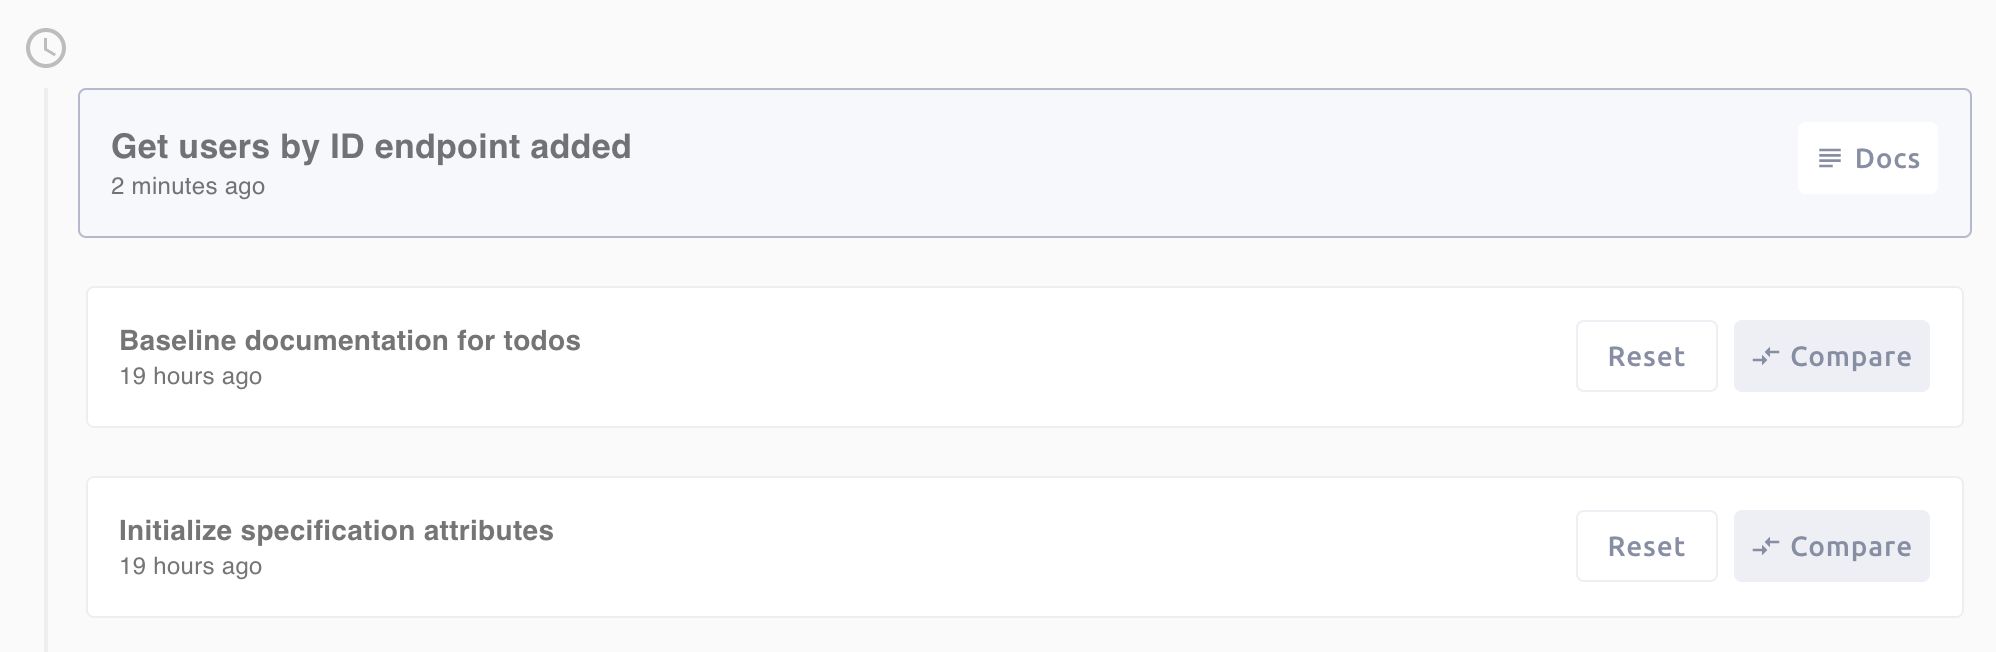 Get users by ID endpoint added
2 minutes ago
Docs
Baseline documentation for todos
19 hours ago
Reset
Compare
Initialize specification attributes
19 hours ago
Reset
Compare